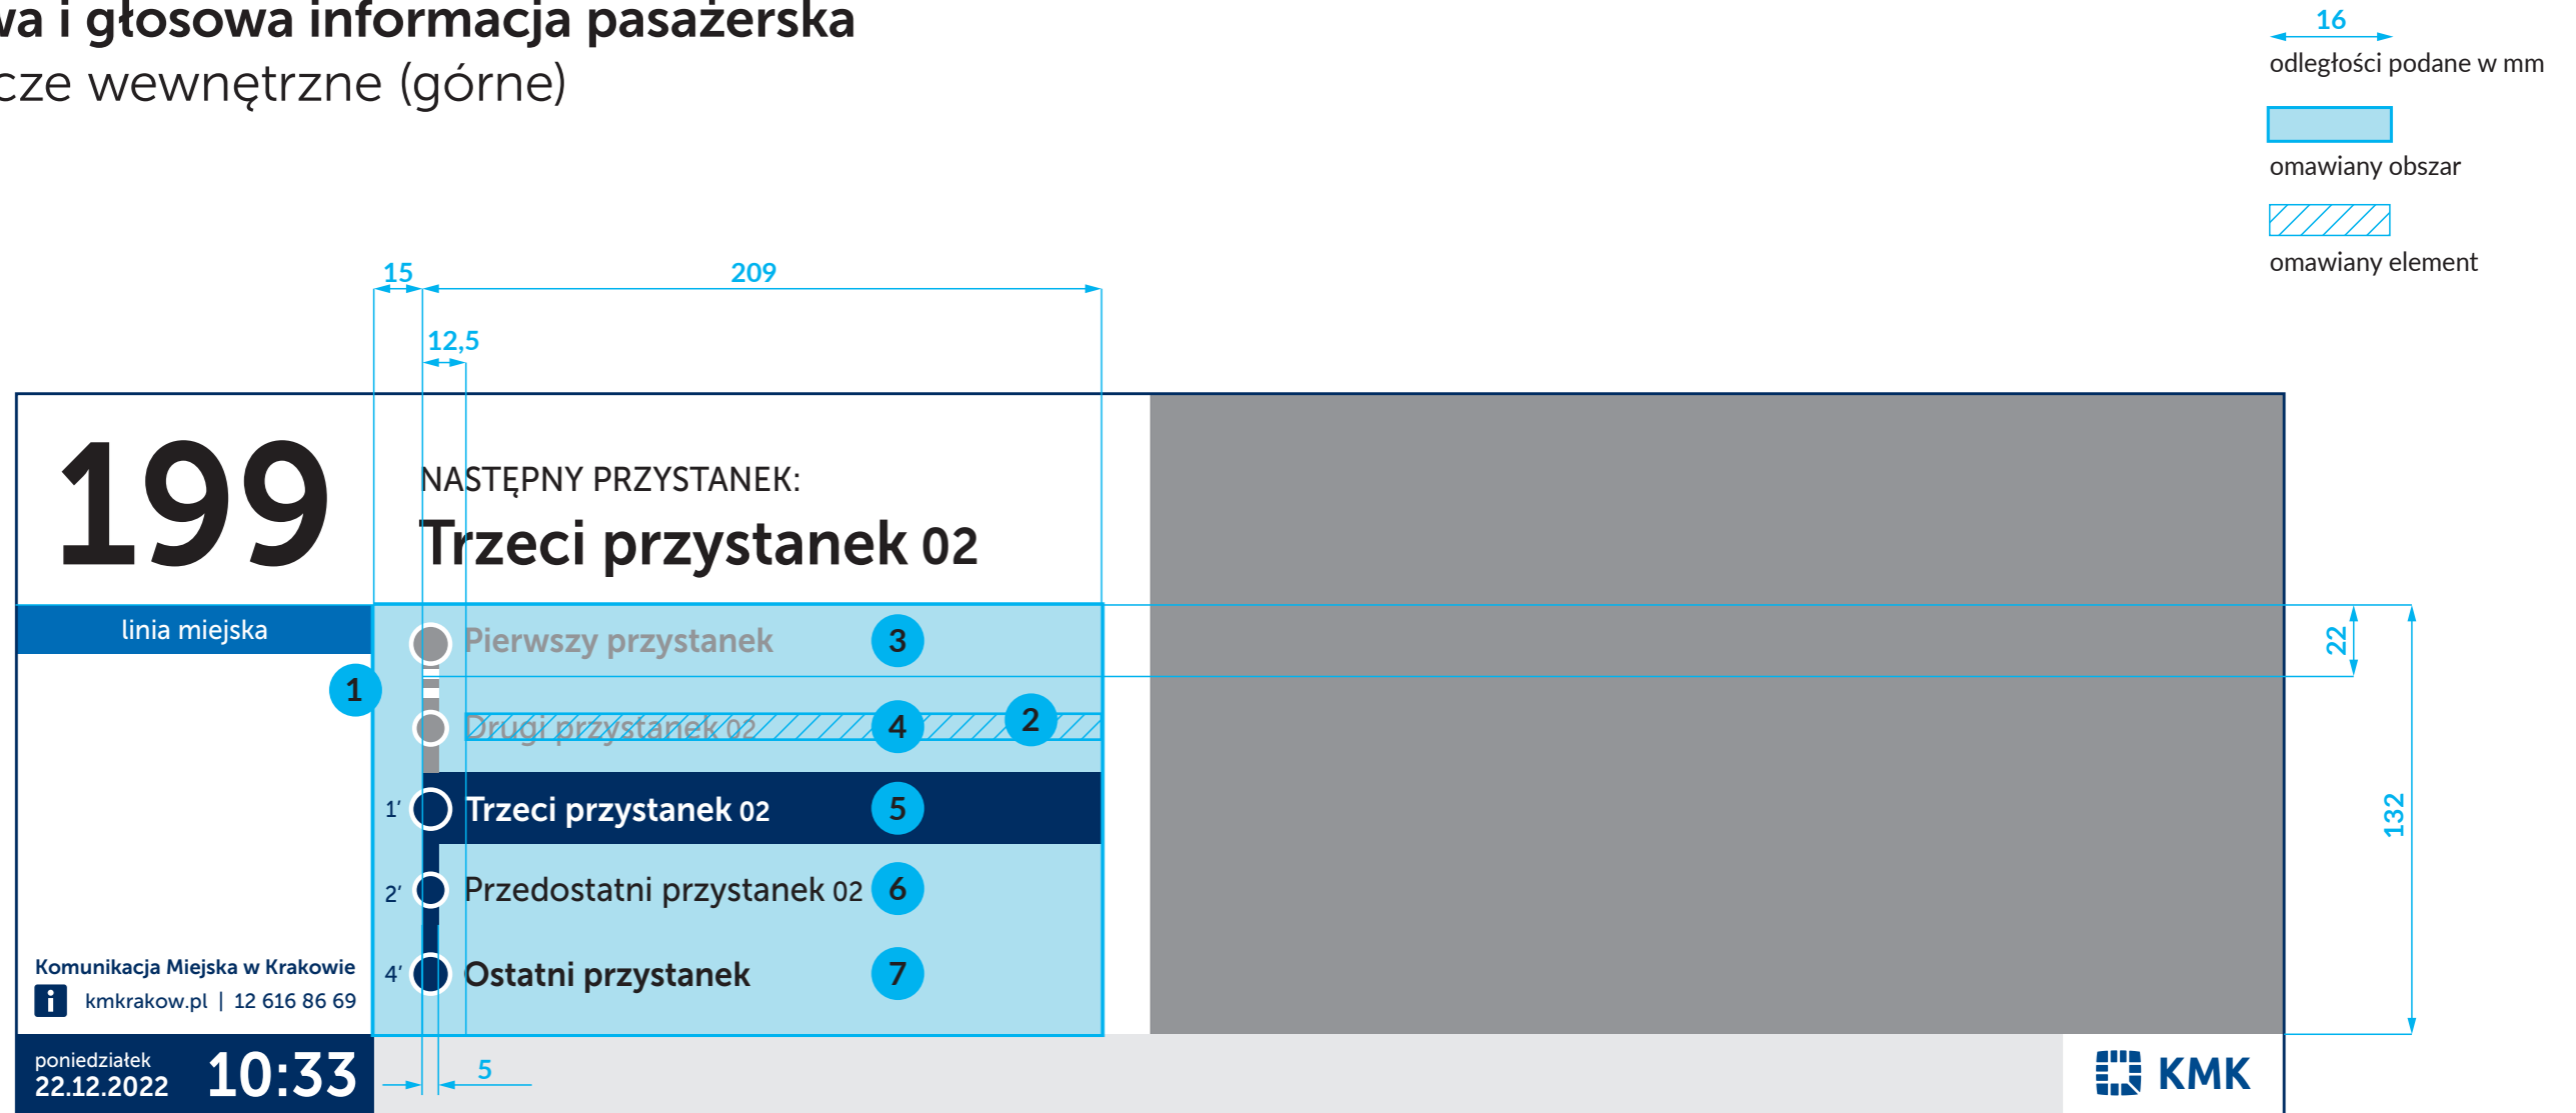 i głosowa informacja pasażerska
wewnętrzne (górne)
16
odległości podane w mm
omawiany obszar
omawiany element
15
209
12,5
199
NASTĘPNY PRZYSTANEK:
Trzeci przystanek 02
linia miejska
Pierwszy przystanek
3
22
1
Drugi przystanek 02
4
2
1’
Trzeci przystanek 02
5
132
2’
Przedostatni przystanek 02
6
4’
Ostatni przystanek
7
Komunikacja Miejska w Krakowie
i kmkrakow.pl | 12 616 86 69
poniedziałek
22.12.2022
10:33
5
KMK